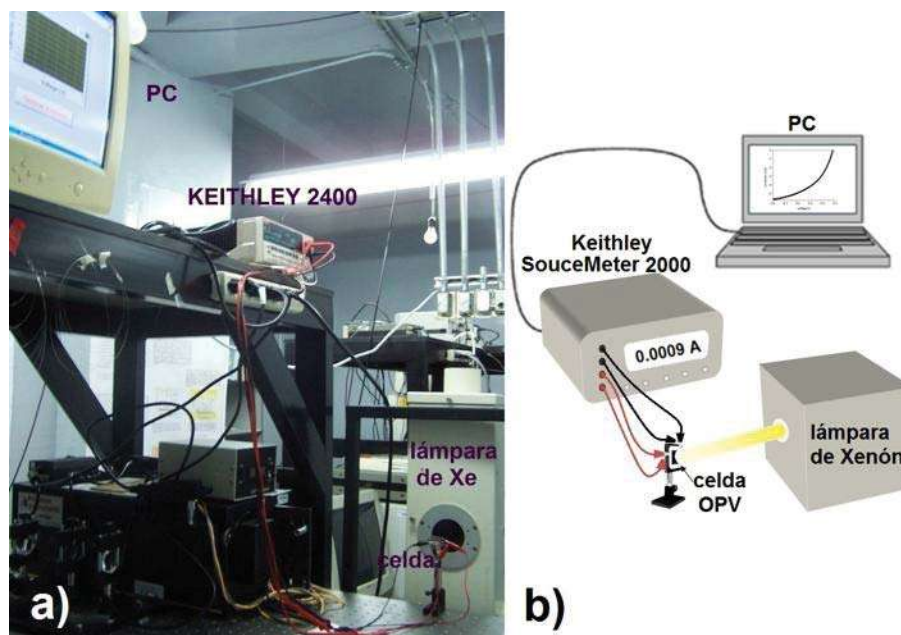 PC
KEITHLEY 2400
lámpara
de Xe
celda
a)
PC
Keithley
SouceMeter 2000
0.0009 A
lámpara
de Xenón
celda
OPV
b)